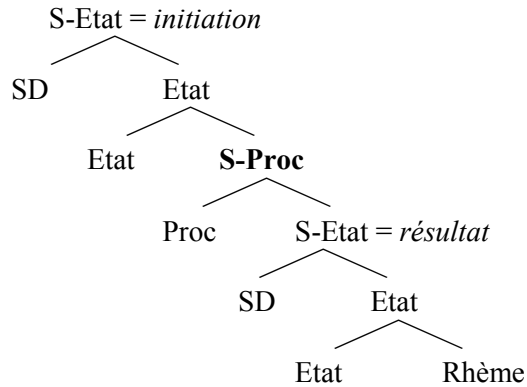 S-Etat = initiation
SD Etat
Etat S-Proc
Proc S-Etat = résultat
SD Etat
Etat Rhème